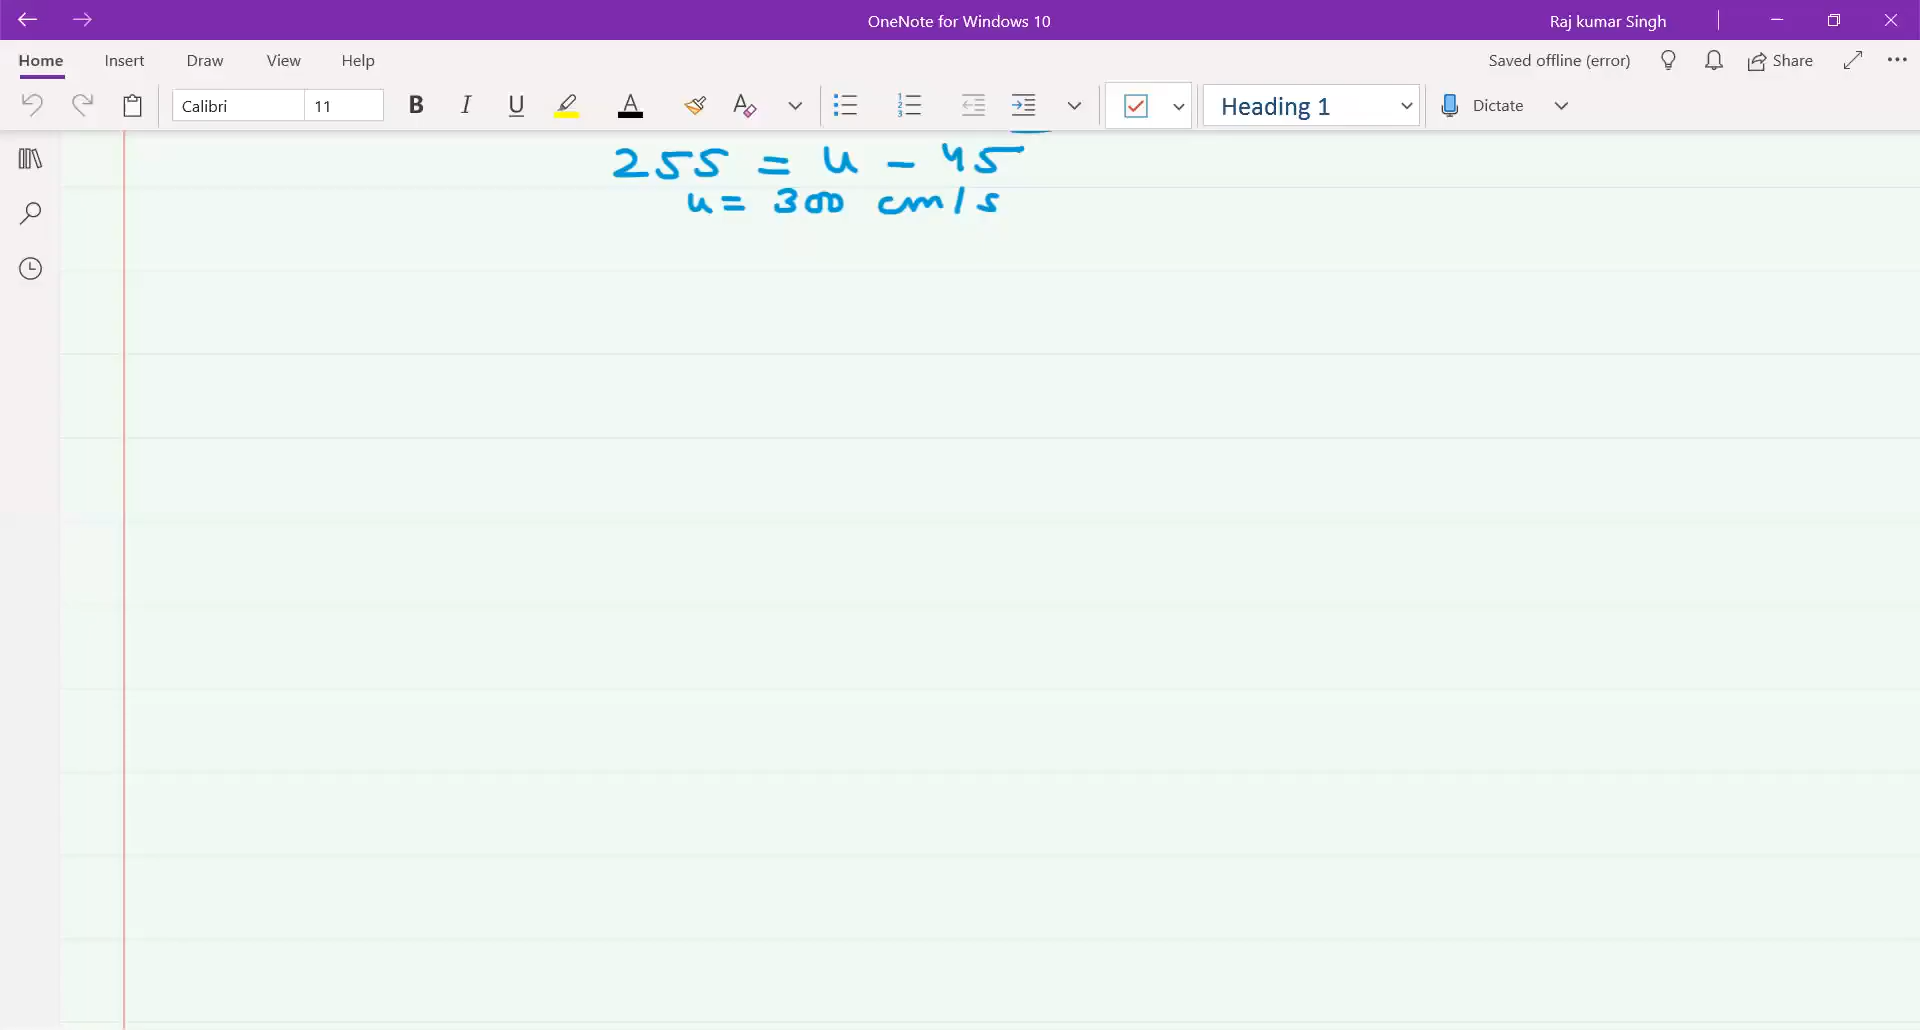 OneNote for Windows 10
Raj kumar Singh
Home Insert Draw View Help
Saved offline (error) Share
Calibri 11 B I U A A Heading 1 Dictate
255 = u - 45
u = 300 cm/s